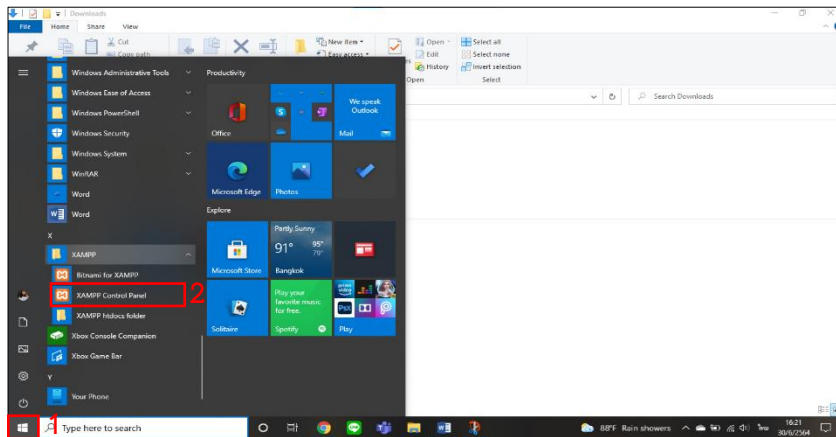 Downloads
File Home Share View
Cut
Copy path
New item
Easy access
Open
Edit
History
Select all
Select none
Invert selection
Open
Select
Search Downloads
Windows Administrative Tools
Windows Ease of Access
Windows PowerShell
Windows Security
Windows System
WinRAR
Word
Word
X
XAMPP
Bitnami for XAMPP
XAMPP Control Panel
2
XAMPP htdocs folder
Xbox Console Companion
Xbox Game Bar
Y
Your Phone
Productivity
Office
We speak
Outlook
Mail
Microsoft Edge
Photos
Explore
Microsoft Store
Partly Sunny
91° 95°
79°
Bangkok
Solitaire
Play your
favorite music
for free.
Spotify
Play
1
Type here to search
88°F Rain showers
16:21
30/6/2564